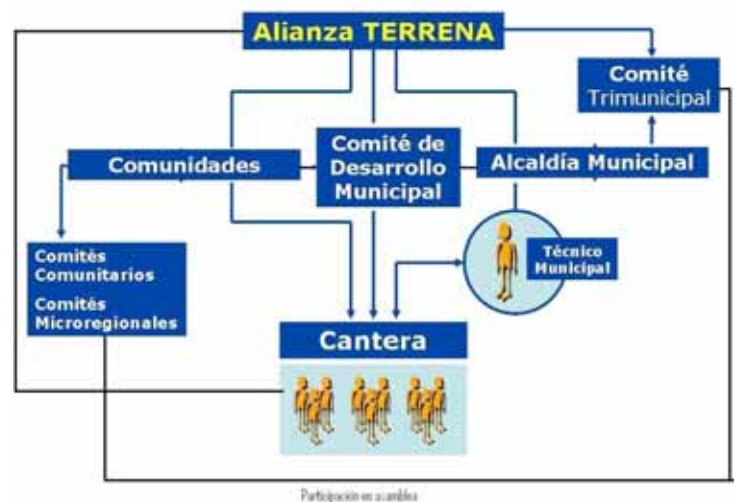 Alianza TERRENA
Comité
Trimunicipal
Comunidades
Comité de
Desarrollo
Municipal
Alcaldía Municipal
Comités
Comunitarios
Comités
Microregionales
Técnico
Municipal
Cantera
Participación en asamblea